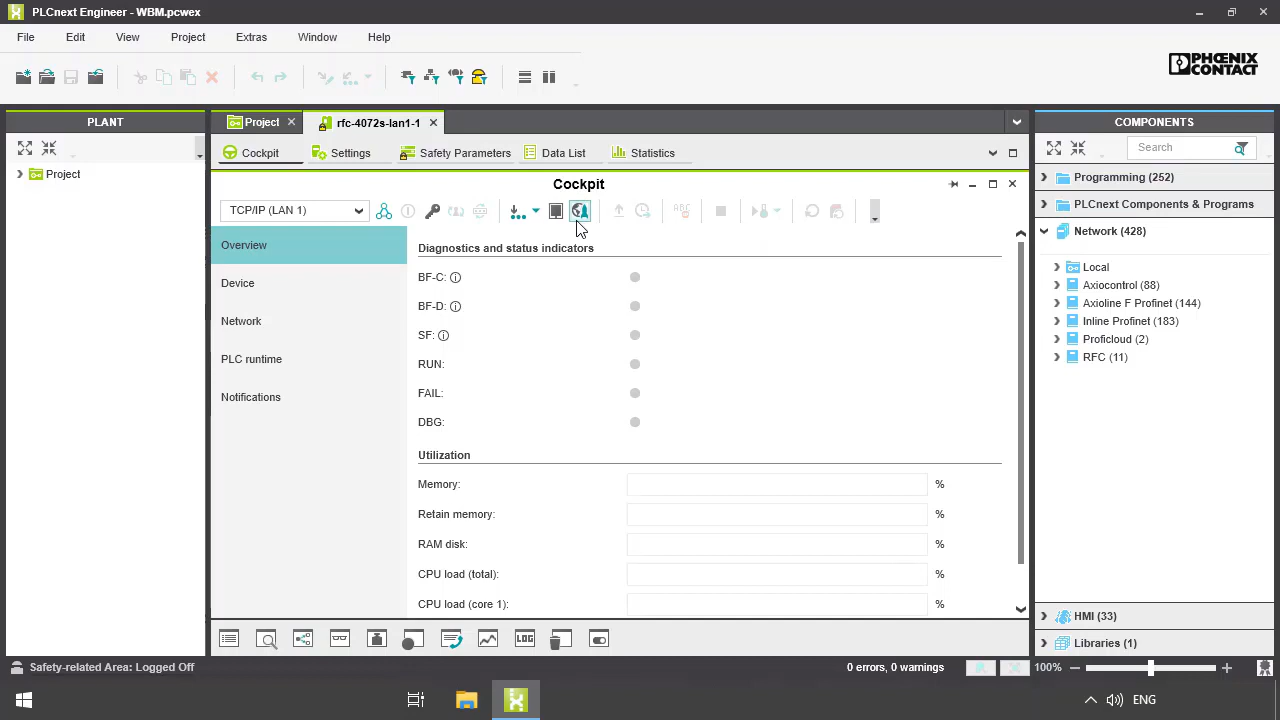 PLCnext Engineer - WBM.pcwex
File Edit View Project Extras Window Help
PHOENIX
CONTACT
PLANT
Project
Project
rfc-4072s-lan1-1
Cockpit
Settings
Safety Parameters
Data List
Statistics
Cockpit
TCP/IP (LAN 1)
Overview
Device
Network
PLC runtime
Notifications
Diagnostics and status indicators
BF-C:
BF-D:
SF:
RUN:
FAIL:
DBG:
Utilization
Memory: %
Retain memory: %
RAM disk: %
CPU load (total): %
CPU load (core 1): %
LOG
COMPONENTS
Search
Programming (252)
PLCnext Components & Programs
Network (428)
Local
Axiocontrol (88)
Axioline F Profinet (144)
Inline Profinet (183)
Proficloud (2)
RFC (11)
HMI (33)
Libraries (1)
Safety-related Area: Logged Off
0 errors, 0 warnings
100%
ENG